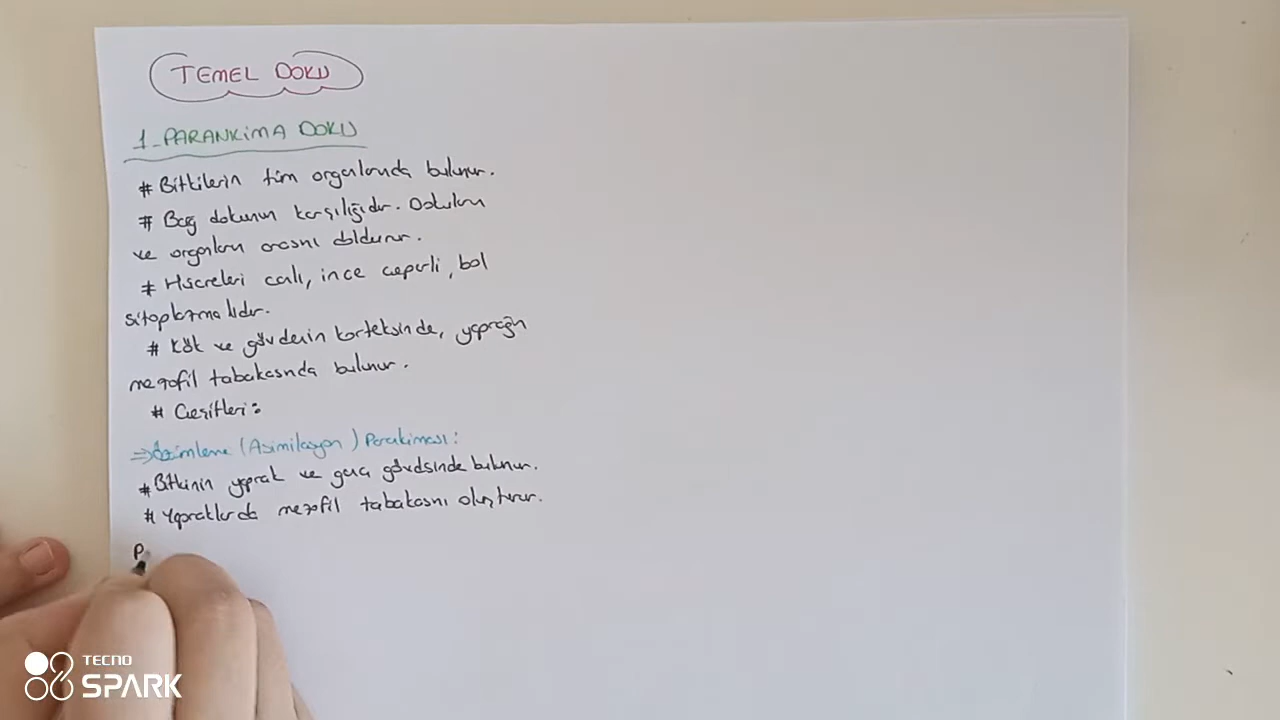 TEMEL DOKU
1_PARANKİMA DOKU
# Bitkilerin tüm organlarında bulunur.
# Bağ dokunun karşılığıdır. Dokuların
ve organların arasını doldurur.
# Hücreleri canlı, ince çeperli, bol
sitoplazmalıdır.
# Kök ve gövdenin korteksinde, yaprağın
mezofil tabakasında bulunur.
# Çeşitleri:
⇒Özümleme (Asimilasyon) Parankiması:
# Bitkinin yaprak ve genç gövdesinde bulunur.
# Yapraklarda mezofil tabakasını oluşturur.
P
TECNO
SPARK